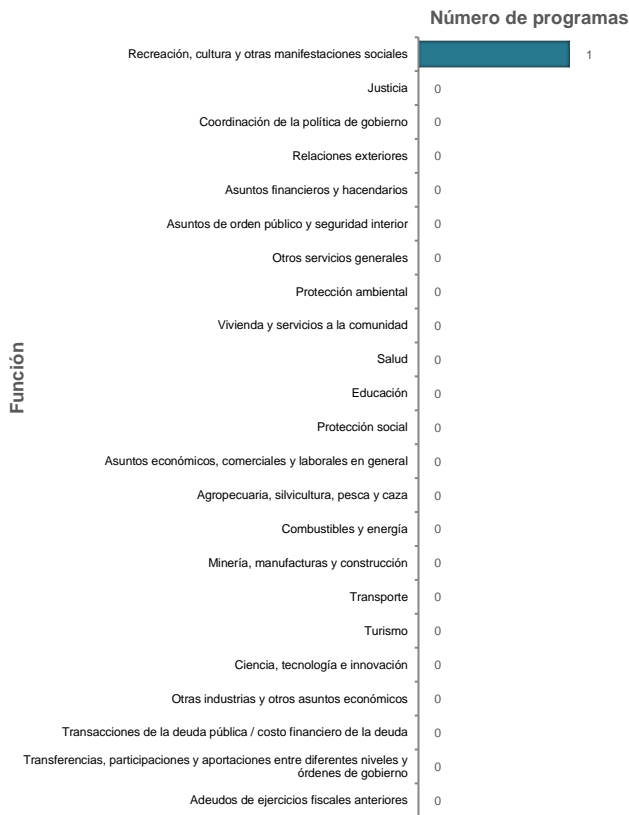 Número de programas
Recreación, cultura y otras manifestaciones sociales 1
Justicia 0
Coordinación de la política de gobierno 0
Relaciones exteriores 0
Asuntos financieros y hacendarios 0
Asuntos de orden público y seguridad interior 0
Otros servicios generales 0
Protección ambiental 0
Vivienda y servicios a la comunidad 0
Salud 0
Función
Educación 0
Protección social 0
Asuntos económicos, comerciales y laborales en general 0
Agropecuaria, silvicultura, pesca y caza 0
Combustibles y energía 0
Minería, manufacturas y construcción 0
Transporte 0
Turismo 0
Ciencia, tecnología e innovación 0
Otras industrias y otros asuntos económicos 0
Transacciones de la deuda pública / costo financiero de la deuda 0
Transferencias, participaciones y aportaciones entre diferentes niveles y
órdenes de gobierno 0
Adeudos de ejercicios fiscales anteriores 0